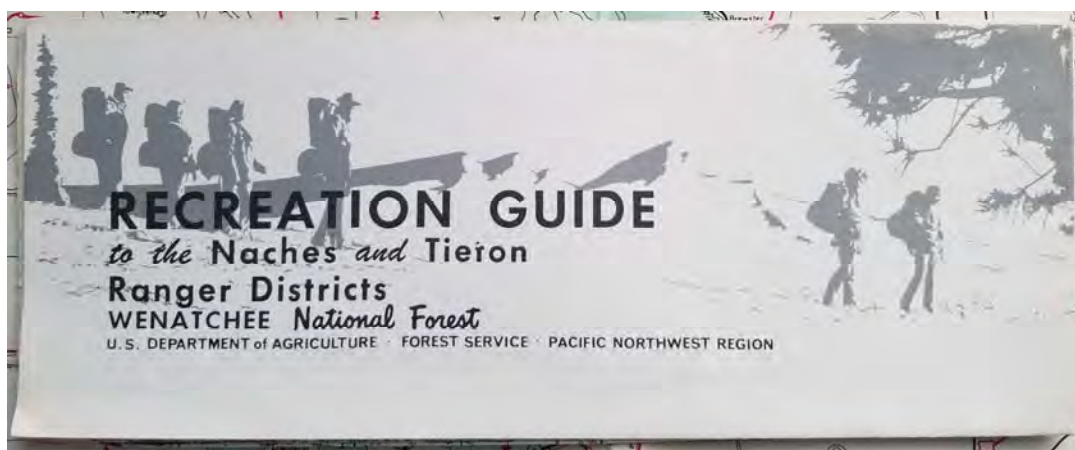 Brewster
RECREATION GUIDE
to the Naches and Tieton
Ranger Districts
WENATCHEE National Forest
U.S. DEPARTMENT of AGRICULTURE · FOREST SERVICE · PACIFIC NORTHWEST REGION